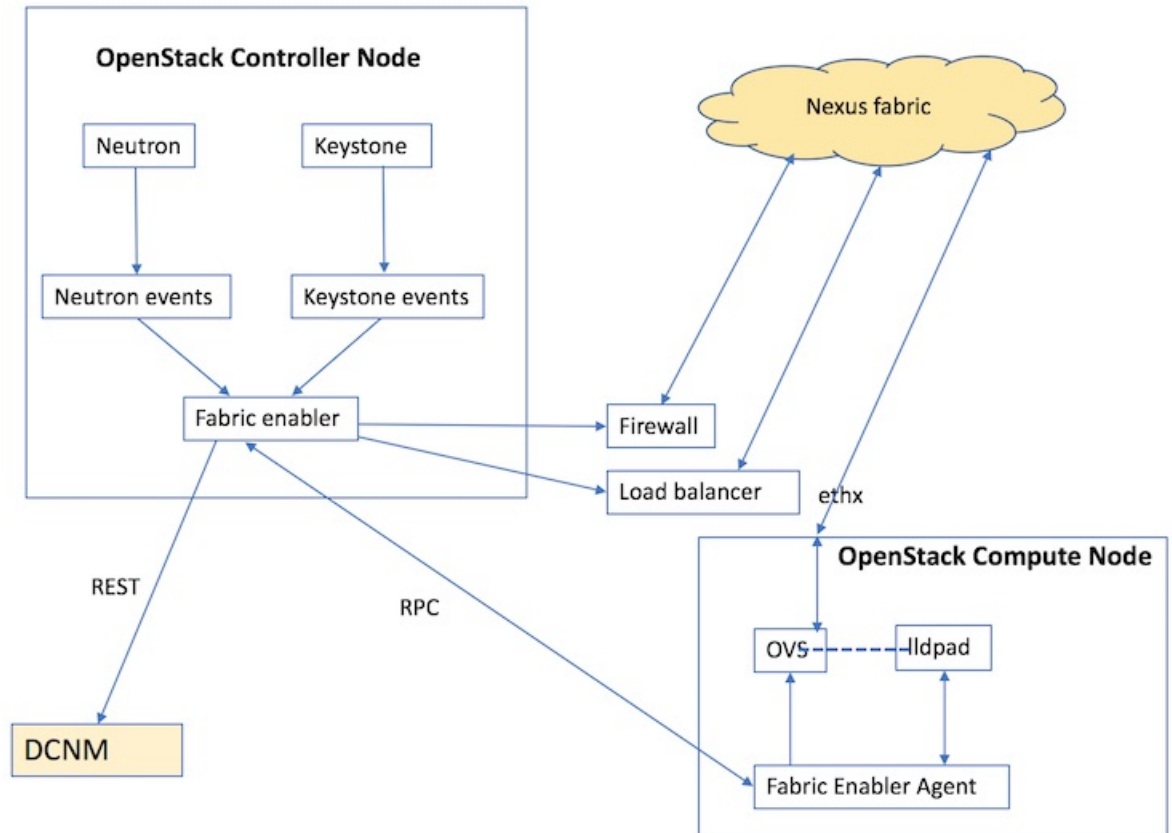 OpenStack Controller Node
Nexus fabric
Neutron
Keystone
Neutron events
Keystone events
Fabric enabler
Firewall
Load balancer
ethx
OpenStack Compute Node
REST
RPC
OVS
lldpad
DCNM
Fabric Enabler Agent